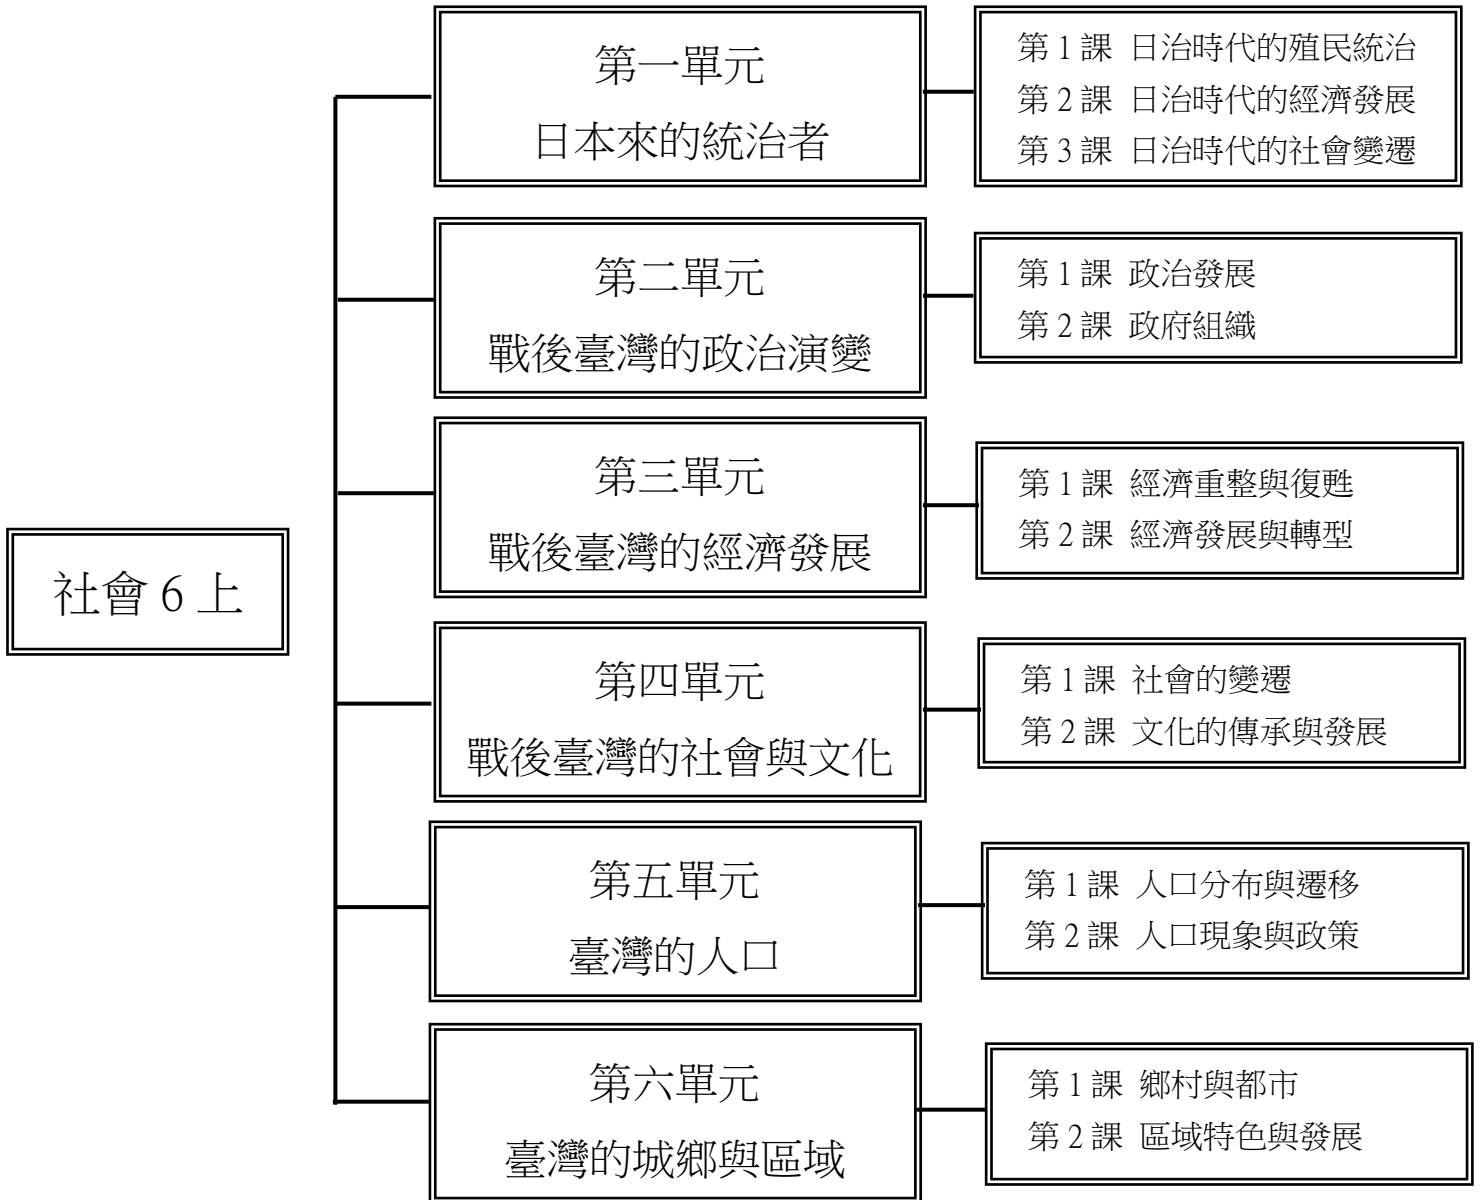 社會 6 上
第一單元
日本來的統治者
第 1 課 日治時代的殖民統治
第 2 課 日治時代的經濟發展
第 3 課 日治時代的社會變遷
第二單元
戰後臺灣的政治演變
第 1 課 政治發展
第 2 課 政府組織
第三單元
戰後臺灣的經濟發展
第 1 課 經濟重整與復甦
第 2 課 經濟發展與轉型
第四單元
戰後臺灣的社會與文化
第 1 課 社會的變遷
第 2 課 文化的傳承與發展
第五單元
臺灣的人口
第 1 課 人口分布與遷移
第 2 課 人口現象與政策
第六單元
臺灣的城鄉與區域
第 1 課 鄉村與都市
第 2 課 區域特色與發展